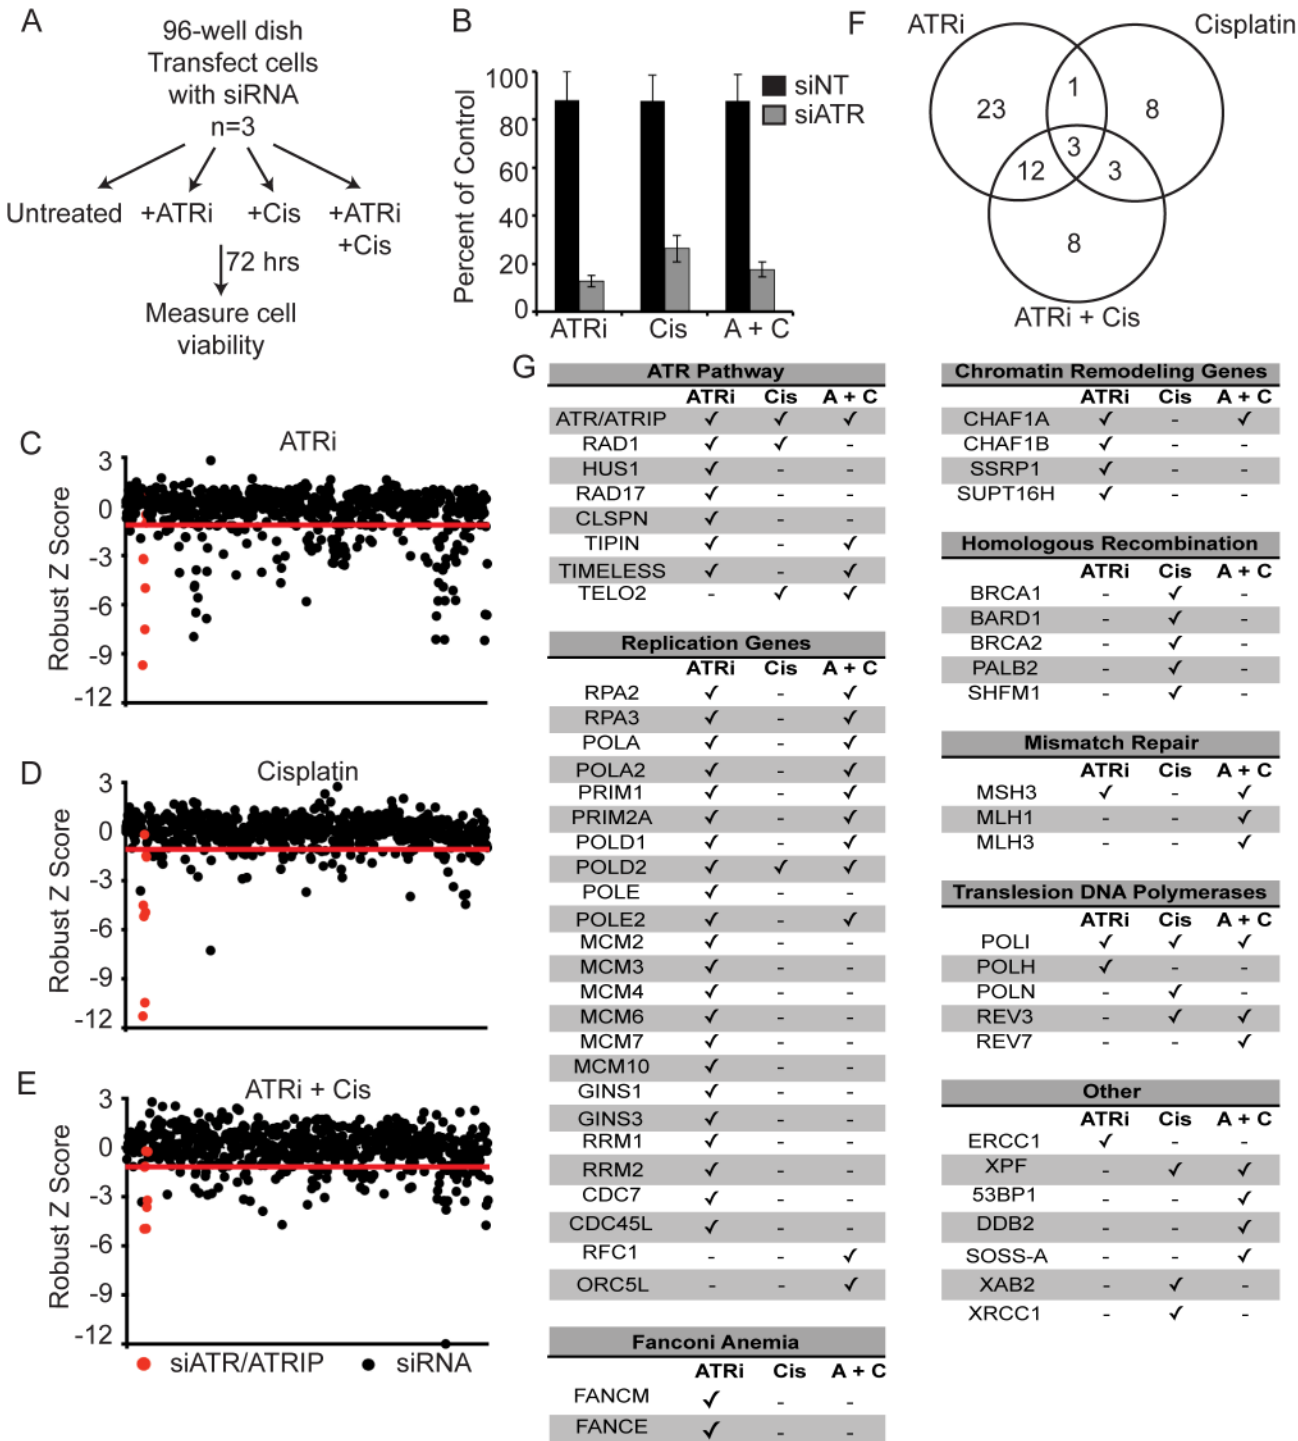 A
96-well dish
Transfect cells
with siRNA
n=3
Untreated +ATRi +Cis +ATRi
+Cis
72 hrs
Measure cell
viability
B
Percent of Control
100
80
60
40
20
0
ATRi Cis A + C
siNT
siATR
F
ATRi
Cisplatin
23
1
8
3
12
3
8
ATRi + Cis
C
ATRi
Robust Z Score
3
0
-3
-6
-9
-12
D
Cisplatin
Robust Z Score
3
0
-3
-6
-9
-12
E
ATRi + Cis
Robust Z Score
3
0
-3
-6
-9
-12
siATR/ATRIP siRNA
G
ATR Pathway
ATRi Cis A + C
ATR/ATRIP ✓ ✓ ✓
RAD1 ✓ ✓ -
HUS1 ✓ - -
RAD17 ✓ - -
CLSPN ✓ - -
TIPIN ✓ - ✓
TIMELESS ✓ - ✓
TELO2 - ✓ ✓
Replication Genes
ATRi Cis A + C
RPA2 ✓ - ✓
RPA3 ✓ - ✓
POLA ✓ - ✓
POLA2 ✓ - ✓
PRIM1 ✓ - ✓
PRIM2A ✓ - ✓
POLD1 ✓ - ✓
POLD2 ✓ ✓ ✓
POLE ✓ - -
POLE2 ✓ - ✓
MCM2 ✓ - -
MCM3 ✓ - -
MCM4 ✓ - -
MCM6 ✓ - -
MCM7 ✓ - -
MCM10 ✓ - -
GINS1 ✓ - -
GINS3 ✓ - -
RRM1 ✓ - -
RRM2 ✓ - -
CDC7 ✓ - -
CDC45L ✓ - -
RFC1 - - ✓
ORC5L - - ✓
Fanconi Anemia
ATRi Cis A + C
FANCM ✓ - -
FANCE ✓ - -
Chromatin Remodeling Genes
ATRi Cis A + C
CHAF1A ✓ - ✓
CHAF1B ✓ - -
SSRP1 ✓ - -
SUPT16H ✓ - -
Homologous Recombination
ATRi Cis A + C
BRCA1 - ✓ -
BARD1 - ✓ -
BRCA2 - ✓ -
PALB2 - ✓ -
SHFM1 - ✓ -
Mismatch Repair
ATRi Cis A + C
MSH3 ✓ - ✓
MLH1 - - ✓
MLH3 - - ✓
Translesion DNA Polymerases
ATRi Cis A + C
POLI ✓ ✓ ✓
POLH ✓ - -
POLN - ✓ -
REV3 - ✓ ✓
REV7 - - ✓
Other
ATRi Cis A + C
ERCC1 ✓ - -
XPF - ✓ ✓
53BP1 - - ✓
DDB2 - - ✓
SOSS-A - - ✓
XAB2 - ✓ -
XRCC1 - ✓ -